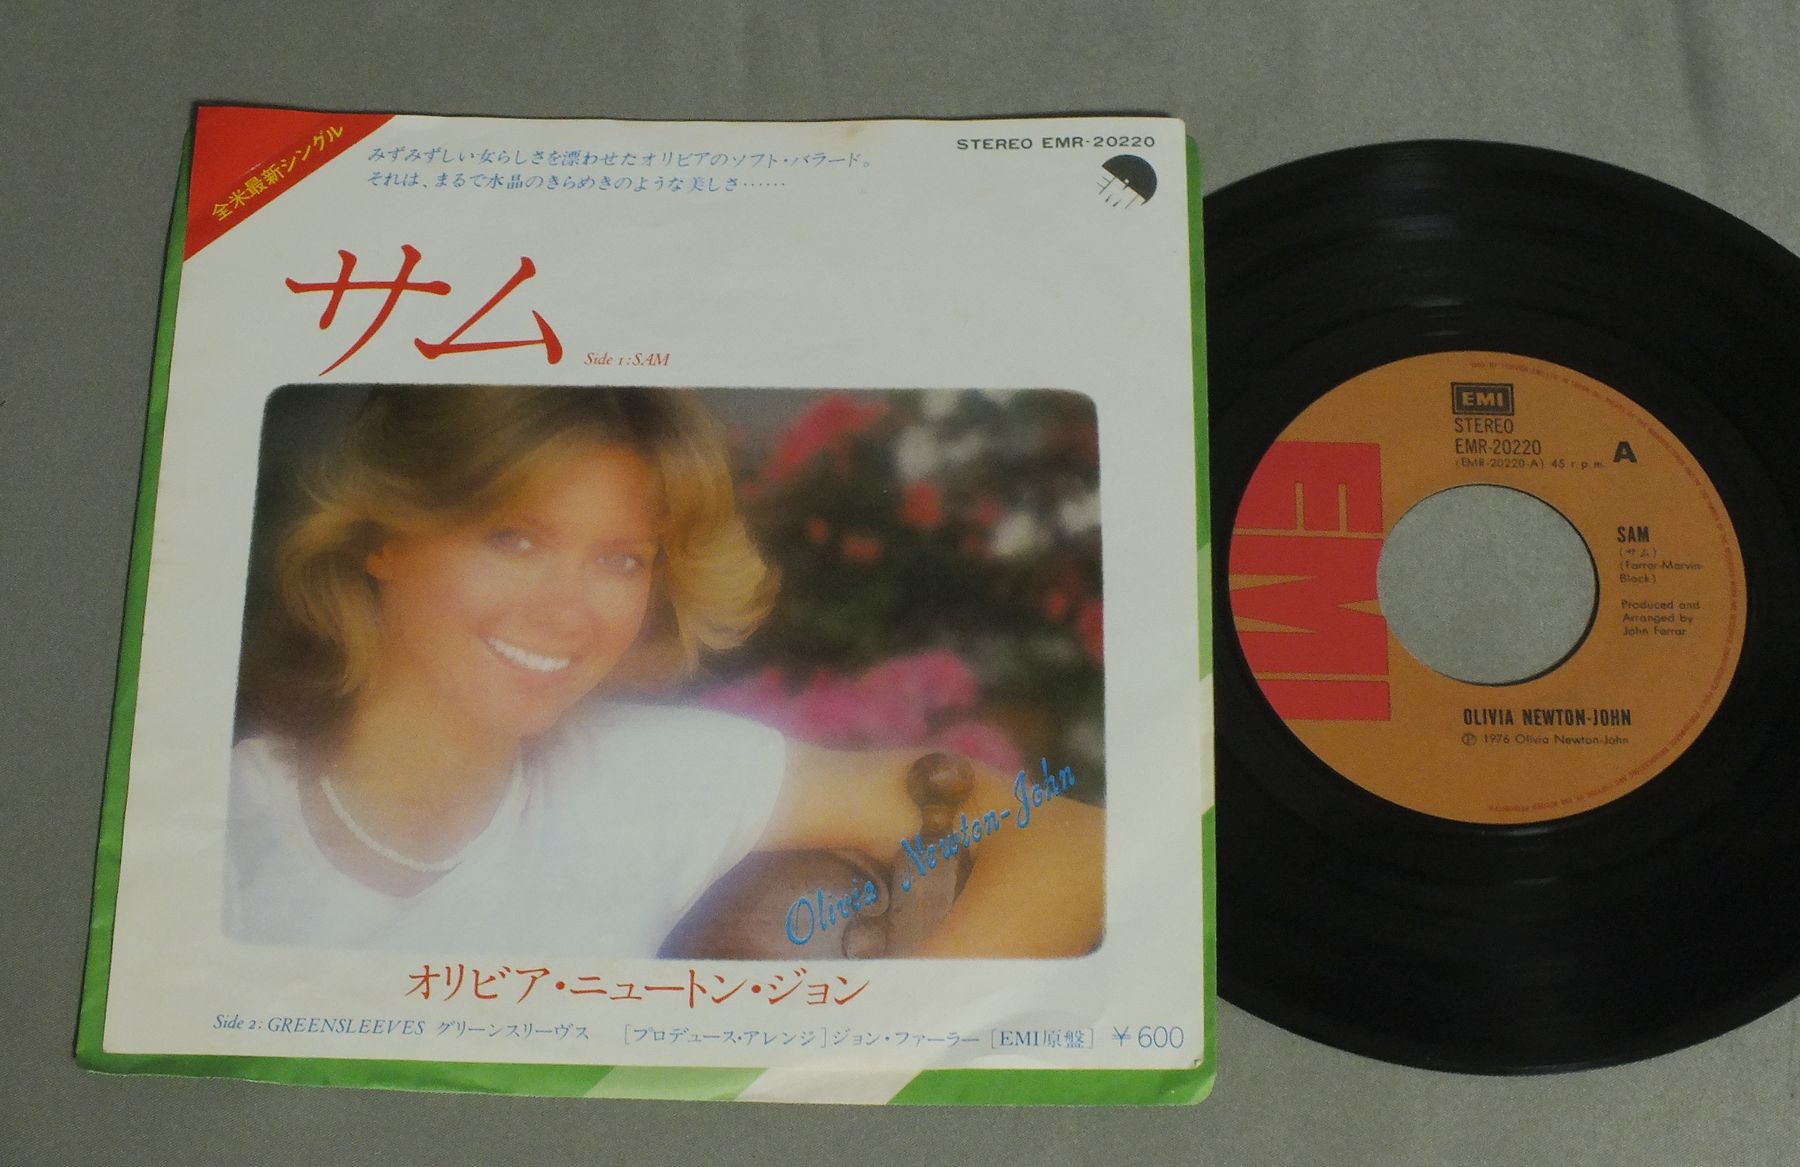 全米最新シングル
みずみずしい女らしさを漂わせたオリビアのソフト・バラード。
それは、まるで水晶のきらめきのような美しさ……
STEREO EMR-20220
サム
Side 1:SAM
Olivia Newton-John
オリビア・ニュートン・ジョン
Side 2: GREENSLEEVES グリーンスリーヴス [プロデュース・アレンジ] ジョン・ファーラー [EMI原盤] ¥600
EMI
STEREO
EMR-20220
(EMR-20220-A) 45 r.p.m.
A
EMI
SAM
(サム)
(Farrar-Marvin-
Black)
Produced and
Arranged by
John Farrar
OLIVIA NEWTON-JOHN
Ⓟ 1976 Olivia Newton-John